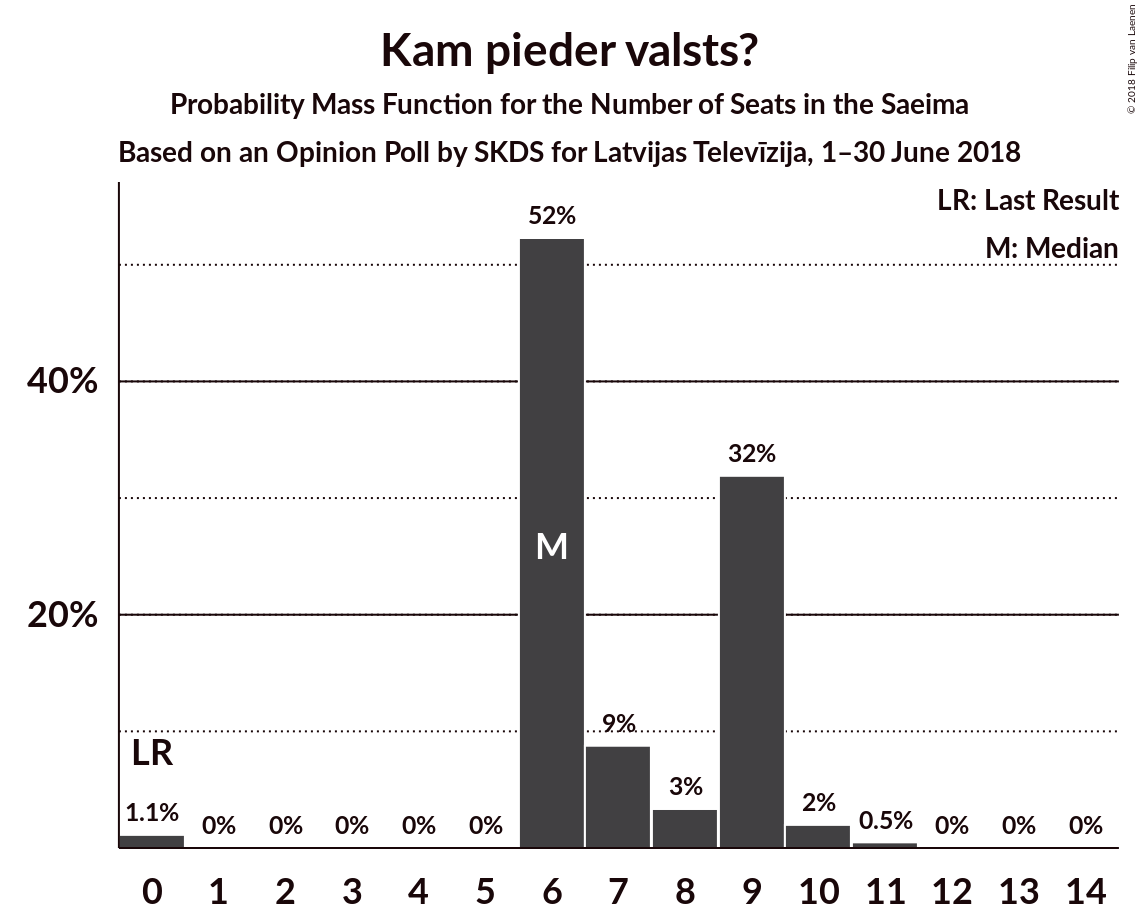 Kam pieder valsts?
Probability Mass Function for the Number of Seats in the Saeima
Based on an Opinion Poll by SKDS for Latvijas Televīzija, 1–30 June 2018
© 2018 Filip van Laenen
LR: Last Result
M: Median
52%
40%
32%
M
20%
9%
LR
3%
1.1%
0%
0%
0%
0%
0%
2%
0.5%
0%
0%
0%
0 1 2 3 4 5 6 7 8 9 10 11 12 13 14